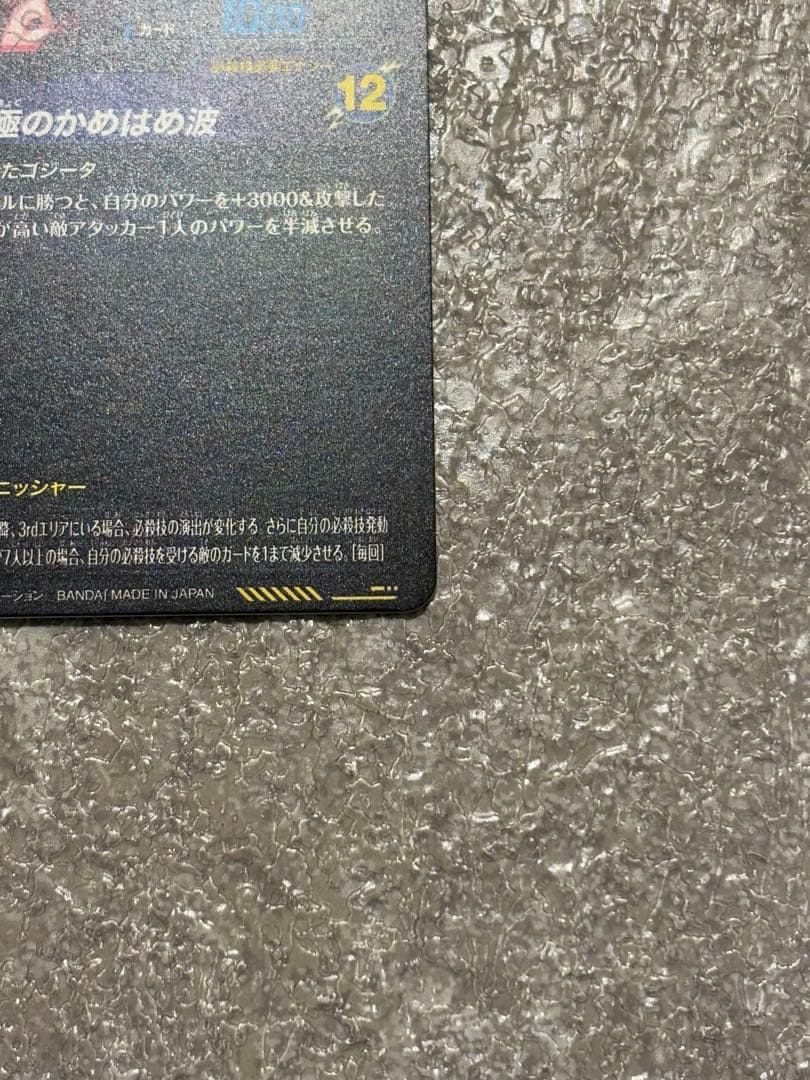 カード
1000
必殺技必要エナジー
12
極のかめはめ波
たゴジータ
ルに勝つと、自分のパワーを+3000&攻撃した
が高い敵アタッカー1人のパワーを半減させる。
ニッシャー
3rdエリアにいる場合、必殺技の演出が変化する さらに自分の必殺技発動
7人以上の場合、自分の必殺技を受ける敵のカードを1まで減少させる。[毎回]
ーション BANDAI MADE IN JAPAN